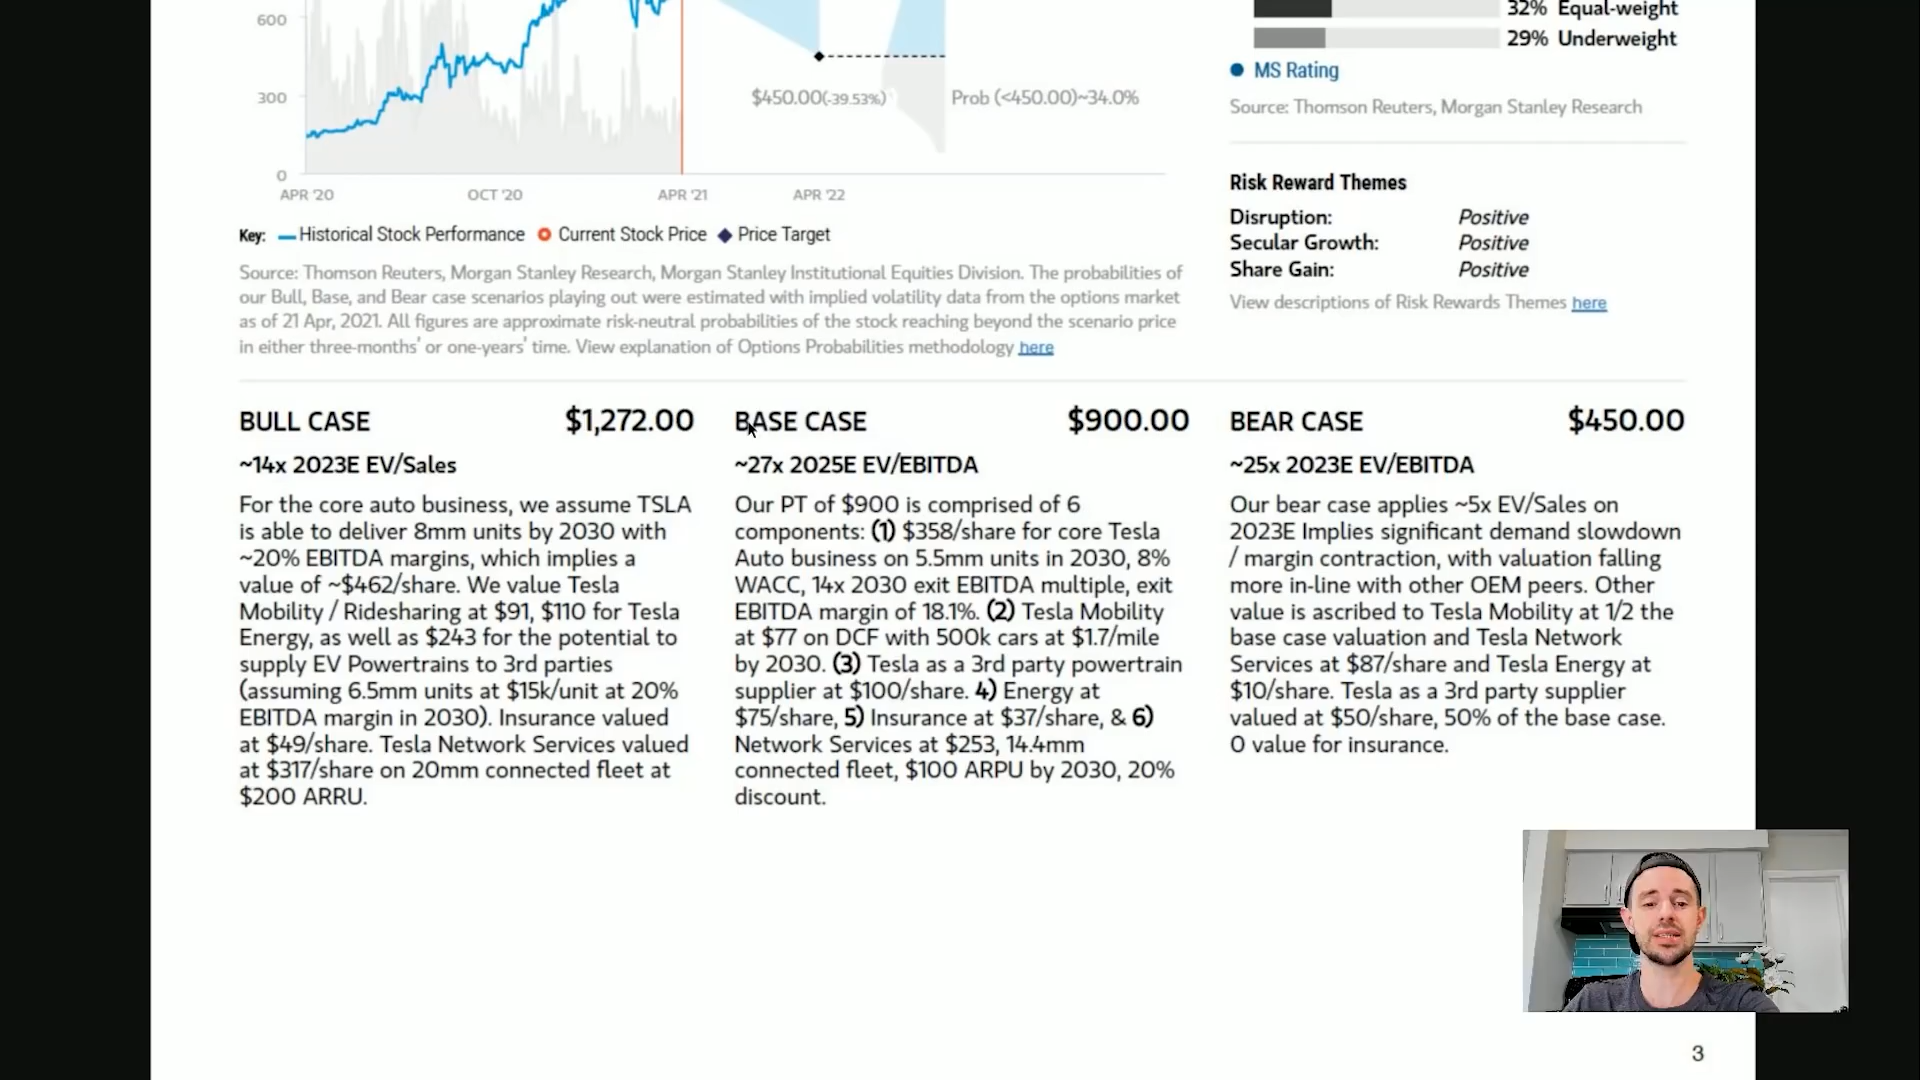 600
300
0
APR '20
OCT '20
APR '21
APR '22
$450.00(-39.53%)
Prob (<450.00)~34.0%
Key: Historical Stock Performance Current Stock Price Price Target
Source: Thomson Reuters, Morgan Stanley Research, Morgan Stanley Institutional Equities Division. The probabilities of
our Bull, Base, and Bear case scenarios playing out were estimated with implied volatility data from the options market
as of 21 Apr, 2021. All figures are approximate risk-neutral probabilities of the stock reaching beyond the scenario price
in either three-months' or one-years' time. View explanation of Options Probabilities methodology here
32% Equal-weight
29% Underweight
MS Rating
Source: Thomson Reuters, Morgan Stanley Research
Risk Reward Themes
Disruption: Positive
Secular Growth: Positive
Share Gain: Positive
View descriptions of Risk Rewards Themes here
BULL CASE $1,272.00
~14x 2023E EV/Sales
For the core auto business, we assume TSLA
is able to deliver 8mm units by 2030 with
~20% EBITDA margins, which implies a
value of ~$462/share. We value Tesla
Mobility / Ridesharing at $91, $110 for Tesla
Energy, as well as $243 for the potential to
supply EV Powertrains to 3rd parties
(assuming 6.5mm units at $15k/unit at 20%
EBITDA margin in 2030). Insurance valued
at $49/share. Tesla Network Services valued
at $317/share on 20mm connected fleet at
$200 ARRU.
BASE CASE $900.00
~27x 2025E EV/EBITDA
Our PT of $900 is comprised of 6
components: (1) $358/share for core Tesla
Auto business on 5.5mm units in 2030, 8%
WACC, 14x 2030 exit EBITDA multiple, exit
EBITDA margin of 18.1%. (2) Tesla Mobility
at $77 on DCF with 500k cars at $1.7/mile
by 2030. (3) Tesla as a 3rd party powertrain
supplier at $100/share. 4) Energy at
$75/share, 5) Insurance at $37/share, & 6)
Network Services at $253, 14.4mm
connected fleet, $100 ARPU by 2030, 20%
discount.
BEAR CASE $450.00
~25x 2023E EV/EBITDA
Our bear case applies ~5x EV/Sales on
2023E Implies significant demand slowdown
/ margin contraction, with valuation falling
more in-line with other OEM peers. Other
value is ascribed to Tesla Mobility at 1/2 the
base case valuation and Tesla Network
Services at $87/share and Tesla Energy at
$10/share. Tesla as a 3rd party supplier
valued at $50/share, 50% of the base case.
0 value for insurance.
3